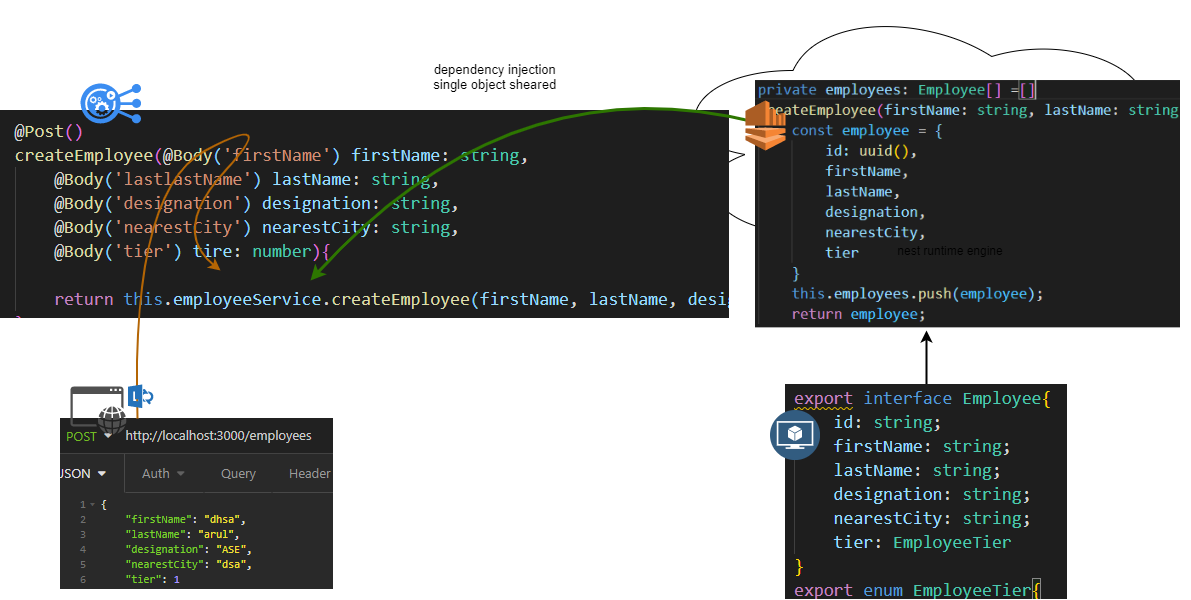 dependency injection
single object sheared
@Post()
createEmployee(@Body('firstName') firstName: string,
@Body('lastlastName') lastName: string,
@Body('designation') designation: string,
@Body('nearestCity') nearestCity: string,
@Body('tier') tire: number){
return this.employeeService.createEmployee(firstName, lastName, desi
private employees: Employee[] =[]
eateEmployee(firstName: string, lastName: string
const employee = {
id: uuid(),
firstName,
lastName,
designation,
nearestCity,
tier
nest runtime engine
}
this.employees.push(employee);
return employee;
POST http://localhost:3000/employees
JSON Auth Query Header
1 {
2 "firstName": "dhsa",
3 "lastName": "arul",
4 "designation": "ASE",
5 "nearestCity": "dsa",
6 "tier": 1
export interface Employee{
id: string;
firstName: string;
lastName: string;
designation: string;
nearestCity: string;
tier: EmployeeTier
}
export enum EmployeeTier{